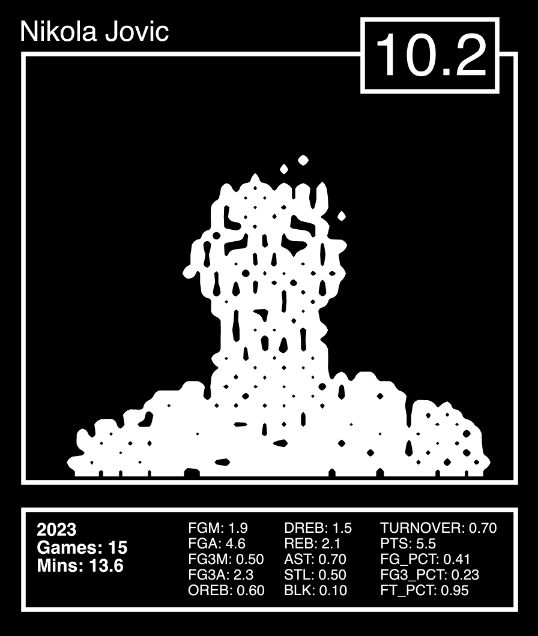 Nikola Jovic
10.2
2023
Games: 15
Mins: 13.6
FGM: 1.9
FGA: 4.6
FG3M: 0.50
FG3A: 2.3
OREB: 0.60
DREB: 1.5
REB: 2.1
AST: 0.70
STL: 0.50
BLK: 0.10
TURNOVER: 0.70
PTS: 5.5
FG_PCT: 0.41
FG3_PCT: 0.23
FT_PCT: 0.95